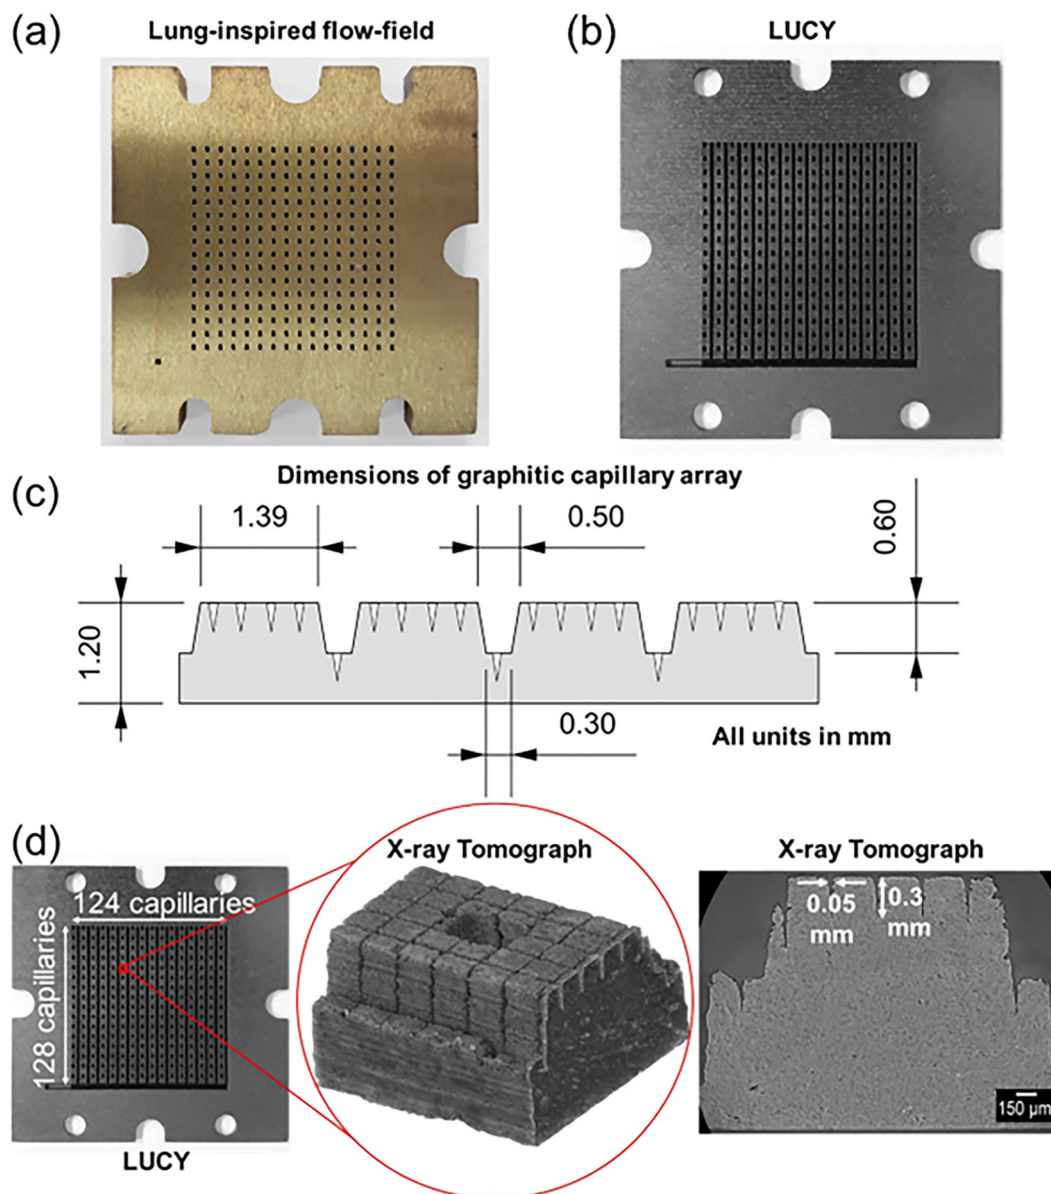 (a)
Lung-inspired flow-field
(b)
LUCY
(c)
Dimensions of graphitic capillary array
1.39
0.50
0.60
1.20
0.30
All units in mm
(d)
124 capillaries
128 capillaries
LUCY
X-ray Tomograph
X-ray Tomograph
0.05
mm
0.3
mm
150 µm